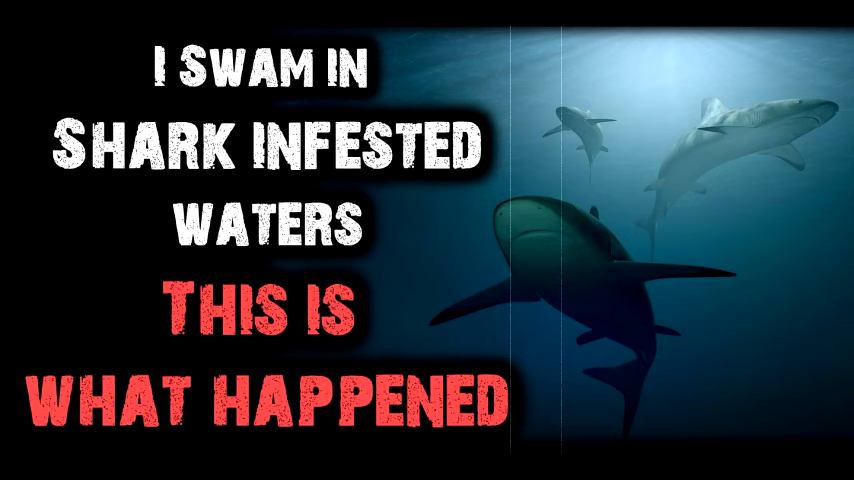 I Swam in
Shark infested
waters
This is
what happened